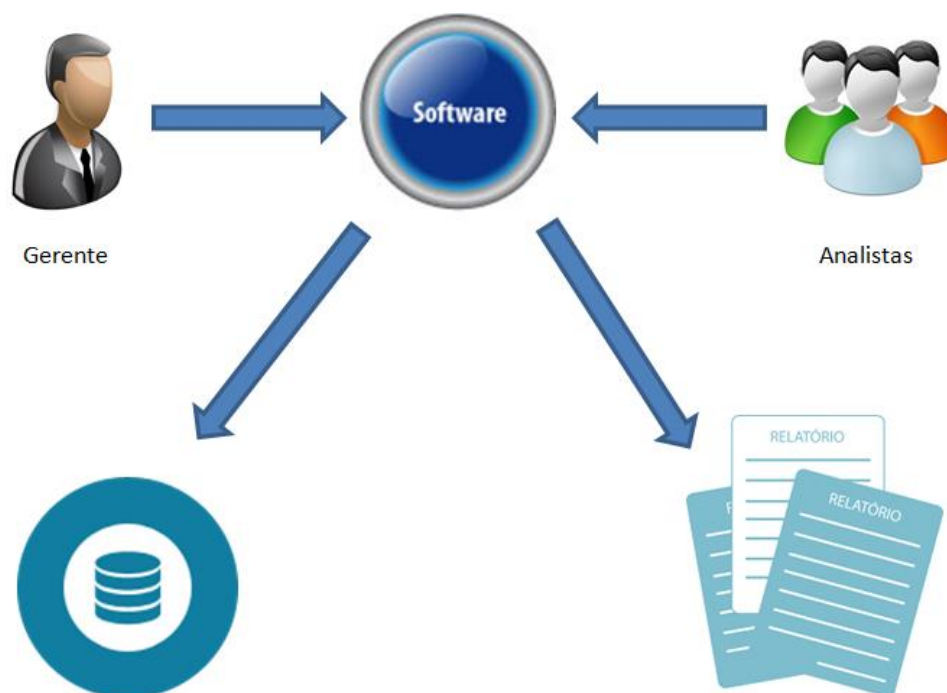 Software
Gerente
Analistas
RELATÓRIO
RELATÓRIO